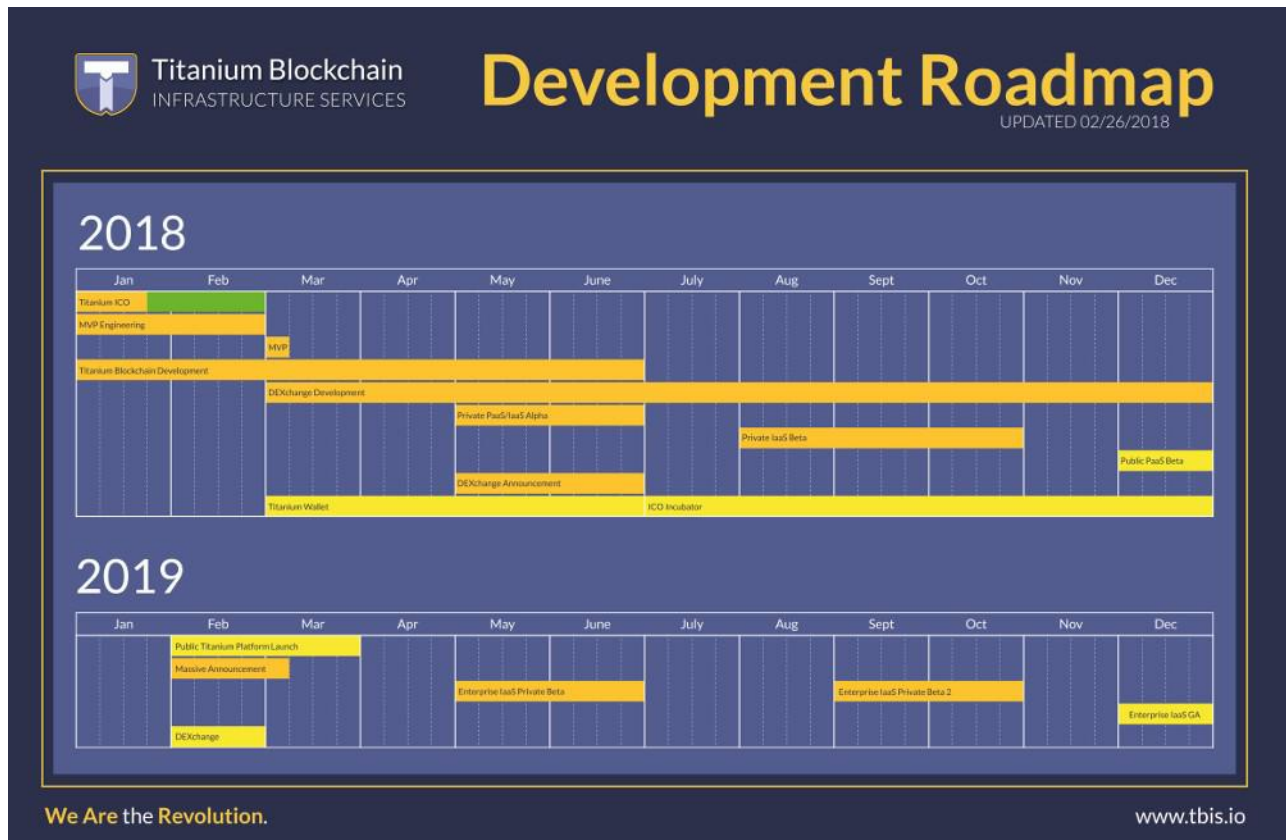 Titanium Blockchain
INFRASTRUCTURE SERVICES
Development Roadmap
UPDATED 02/26/2018
2018
Jan Feb Mar Apr May June July Aug Sept Oct Nov Dec
Titanium ICO
MVP Engineering
MVP
Titanium Blockchain Development
DEXchange Development
Private PaaS/IaaS Alpha
Private IaaS Beta
Public PaaS Beta
DEXchange Announcement
Titanium Wallet ICO Incubator
2019
Jan Feb Mar Apr May June July Aug Sept Oct Nov Dec
Public Titanium Platform Launch
Massive Announcement
Enterprise IaaS Private Beta Enterprise IaaS Private Beta 2
Enterprise IaaS GA
DEXchange
We Are the Revolution. www.tbis.io